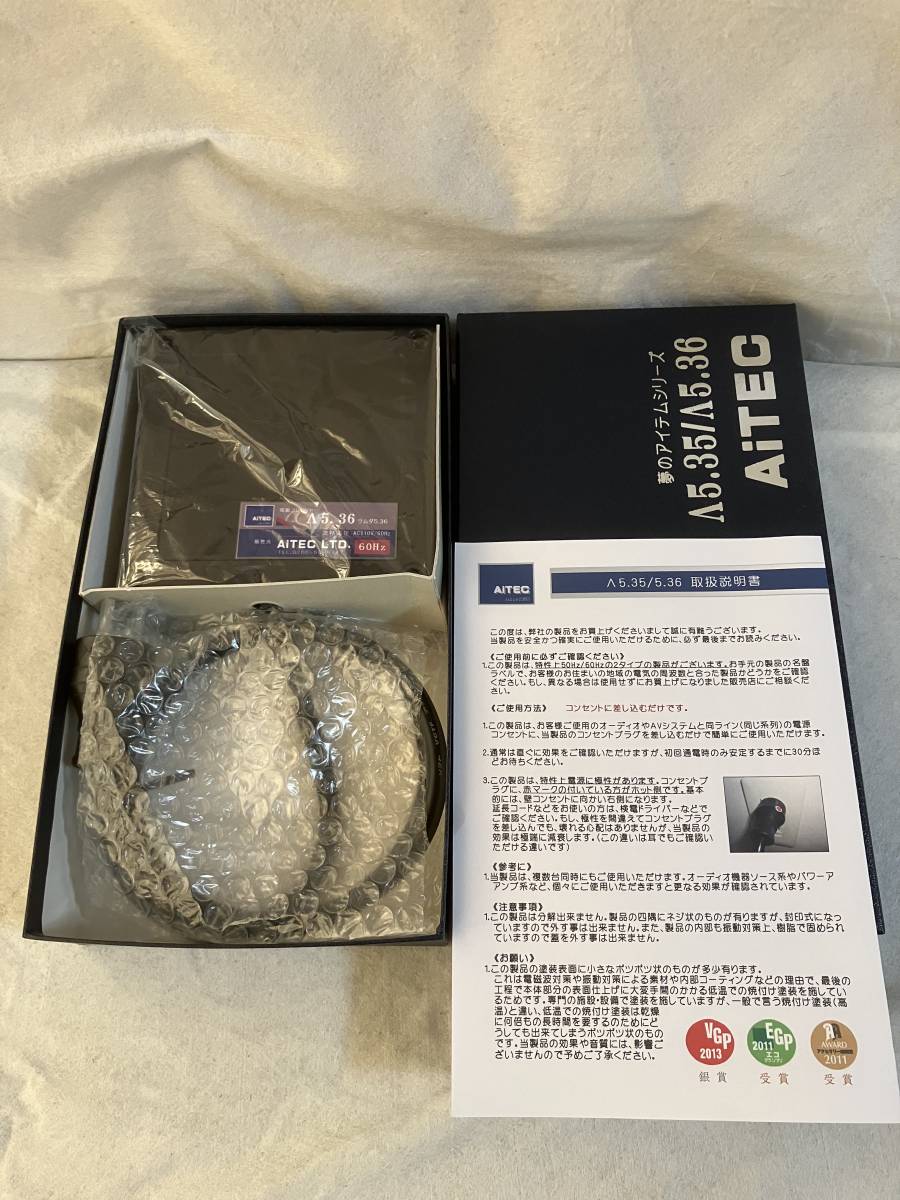 夢のアイテムシリーズ
Λ5.35/Λ5.36
AiTEC
AiTEC
Λ5.36 ラムダ5.36
AC110V/60Hz
販売元 AiTEC LTD. 60Hz
AiTEC
Λ5.35/5.36 取扱説明書
この度は、弊社の製品をお買上げくださいまして誠に有難うございます。
当製品を安全かつ確実にご使用いただけるために、必ず最後までお読みください。
《ご使用前に必ずご確認ください》
1.この製品は、特性上50Hz/60Hzの2タイプの製品がございます。お手元の製品の名盤
ラベルで、お客様のお住まいの地域の電気の周波数と合った製品かどうかをご確認
ください。もし、異なる場合は使用せずにお買上げになりました販売店にご相談くだ
さい。
《ご使用方法》 コンセントに差し込むだけです。
1.この製品は、お客様ご使用のオーディオやAVシステムと同ライン(同じ系列)の電源
コンセントに、当製品のコンセントプラグを差し込むだけで簡単にご使用いただけます。
2.通常は直ぐに効果をご確認いただけますが、初回通電時のみ安定するまでに30分ほ
どお待ちください。
3.この製品は、特性上電源に極性があります。コンセントプ
ラグに、赤マークの付いている方がホット側です。基本
的には、壁コンセントに向かい右側になります。
延長コードなどをお使いの方は、検電ドライバーなどで
ご確認ください。もし、極性を間違えてコンセントプラグ
を差し込んでも、壊れる心配はありませんが、当製品の
効果は極端に減衰します。(この違いは耳でもご確認い
ただける違いです)
《参考に》
1.当製品は、複数台同時にもご使用いただけます。オーディオ機器ソース系やパワーア
アンプ系など、個々にご使用いただきますと更なる効果が確認されています。
《注意事項》
1.この製品は分解出来ません。製品の四隅にネジ状のものが有りますが、封印式になっ
ていますので外す事は出来ません。また、製品の内部も振動対策上、樹脂で固められ
ていますので蓋を外す事は出来ません。
《お願い》
1.この製品の塗装表面に小さなポツポツ状のものが多少有ります。
これは電磁波対策や振動対策による素材や内部コーティングなどの理由で、最後の
工程で本体部分の表面仕上げに大変手間のかかる低温での焼付け塗装を施してい
るためです。専門の施設・設備で塗装を施していますが、一般で言う焼付け塗装(高
温)と違い、低温での焼付け塗装は乾燥
に何倍もの長時間を要するのためにど
うしても出来てしまうポツポツ状のもの
です。当製品の効果や音質には、影響ご
ざいませんので予めご了承ください。
VGP
2013
銀賞
EGP
2011
エコ
受賞
AWARD
2011
受賞